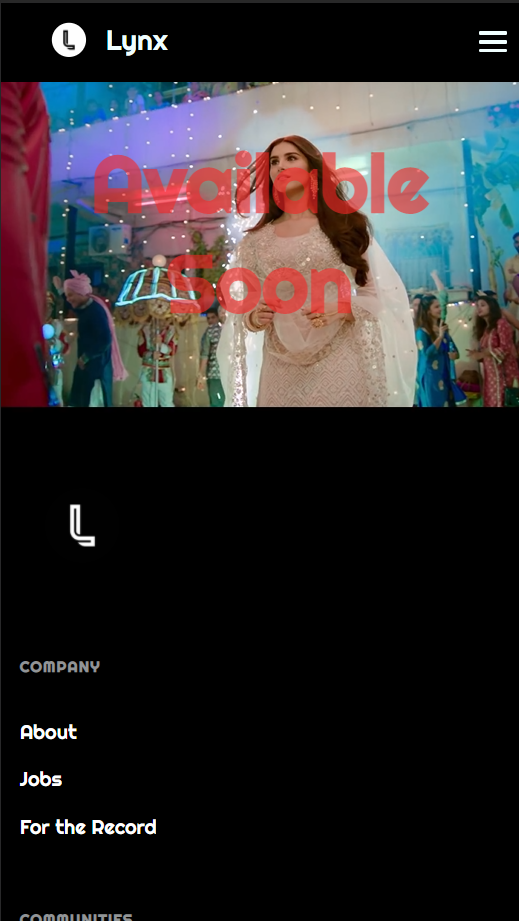 Lynx
Available
Soon
COMPANY
About
Jobs
For the Record
COMMUNITIES